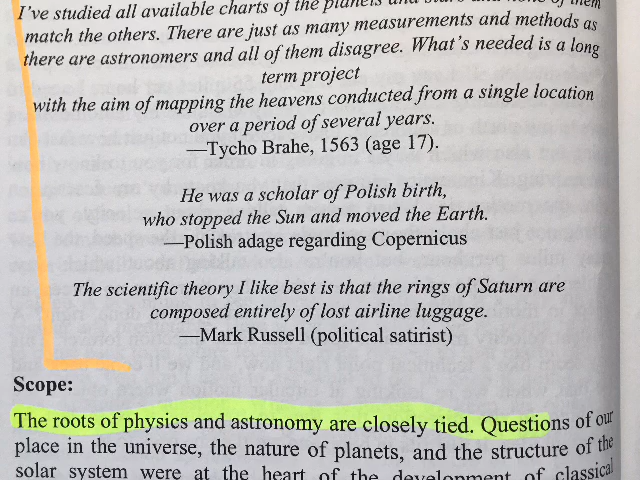 I've studied all available charts of the planets and stars and none of them
match the others. There are just as many measurements and methods as
there are astronomers and all of them disagree. What's needed is a long
term project
with the aim of mapping the heavens conducted from a single location
over a period of several years.
—Tycho Brahe, 1563 (age 17).
He was a scholar of Polish birth,
who stopped the Sun and moved the Earth.
—Polish adage regarding Copernicus
The scientific theory I like best is that the rings of Saturn are
composed entirely of lost airline luggage.
—Mark Russell (political satirist)
Scope:
The roots of physics and astronomy are closely tied. Questions of our
place in the universe, the nature of planets, and the structure of the
solar system were at the heart of the development of classical